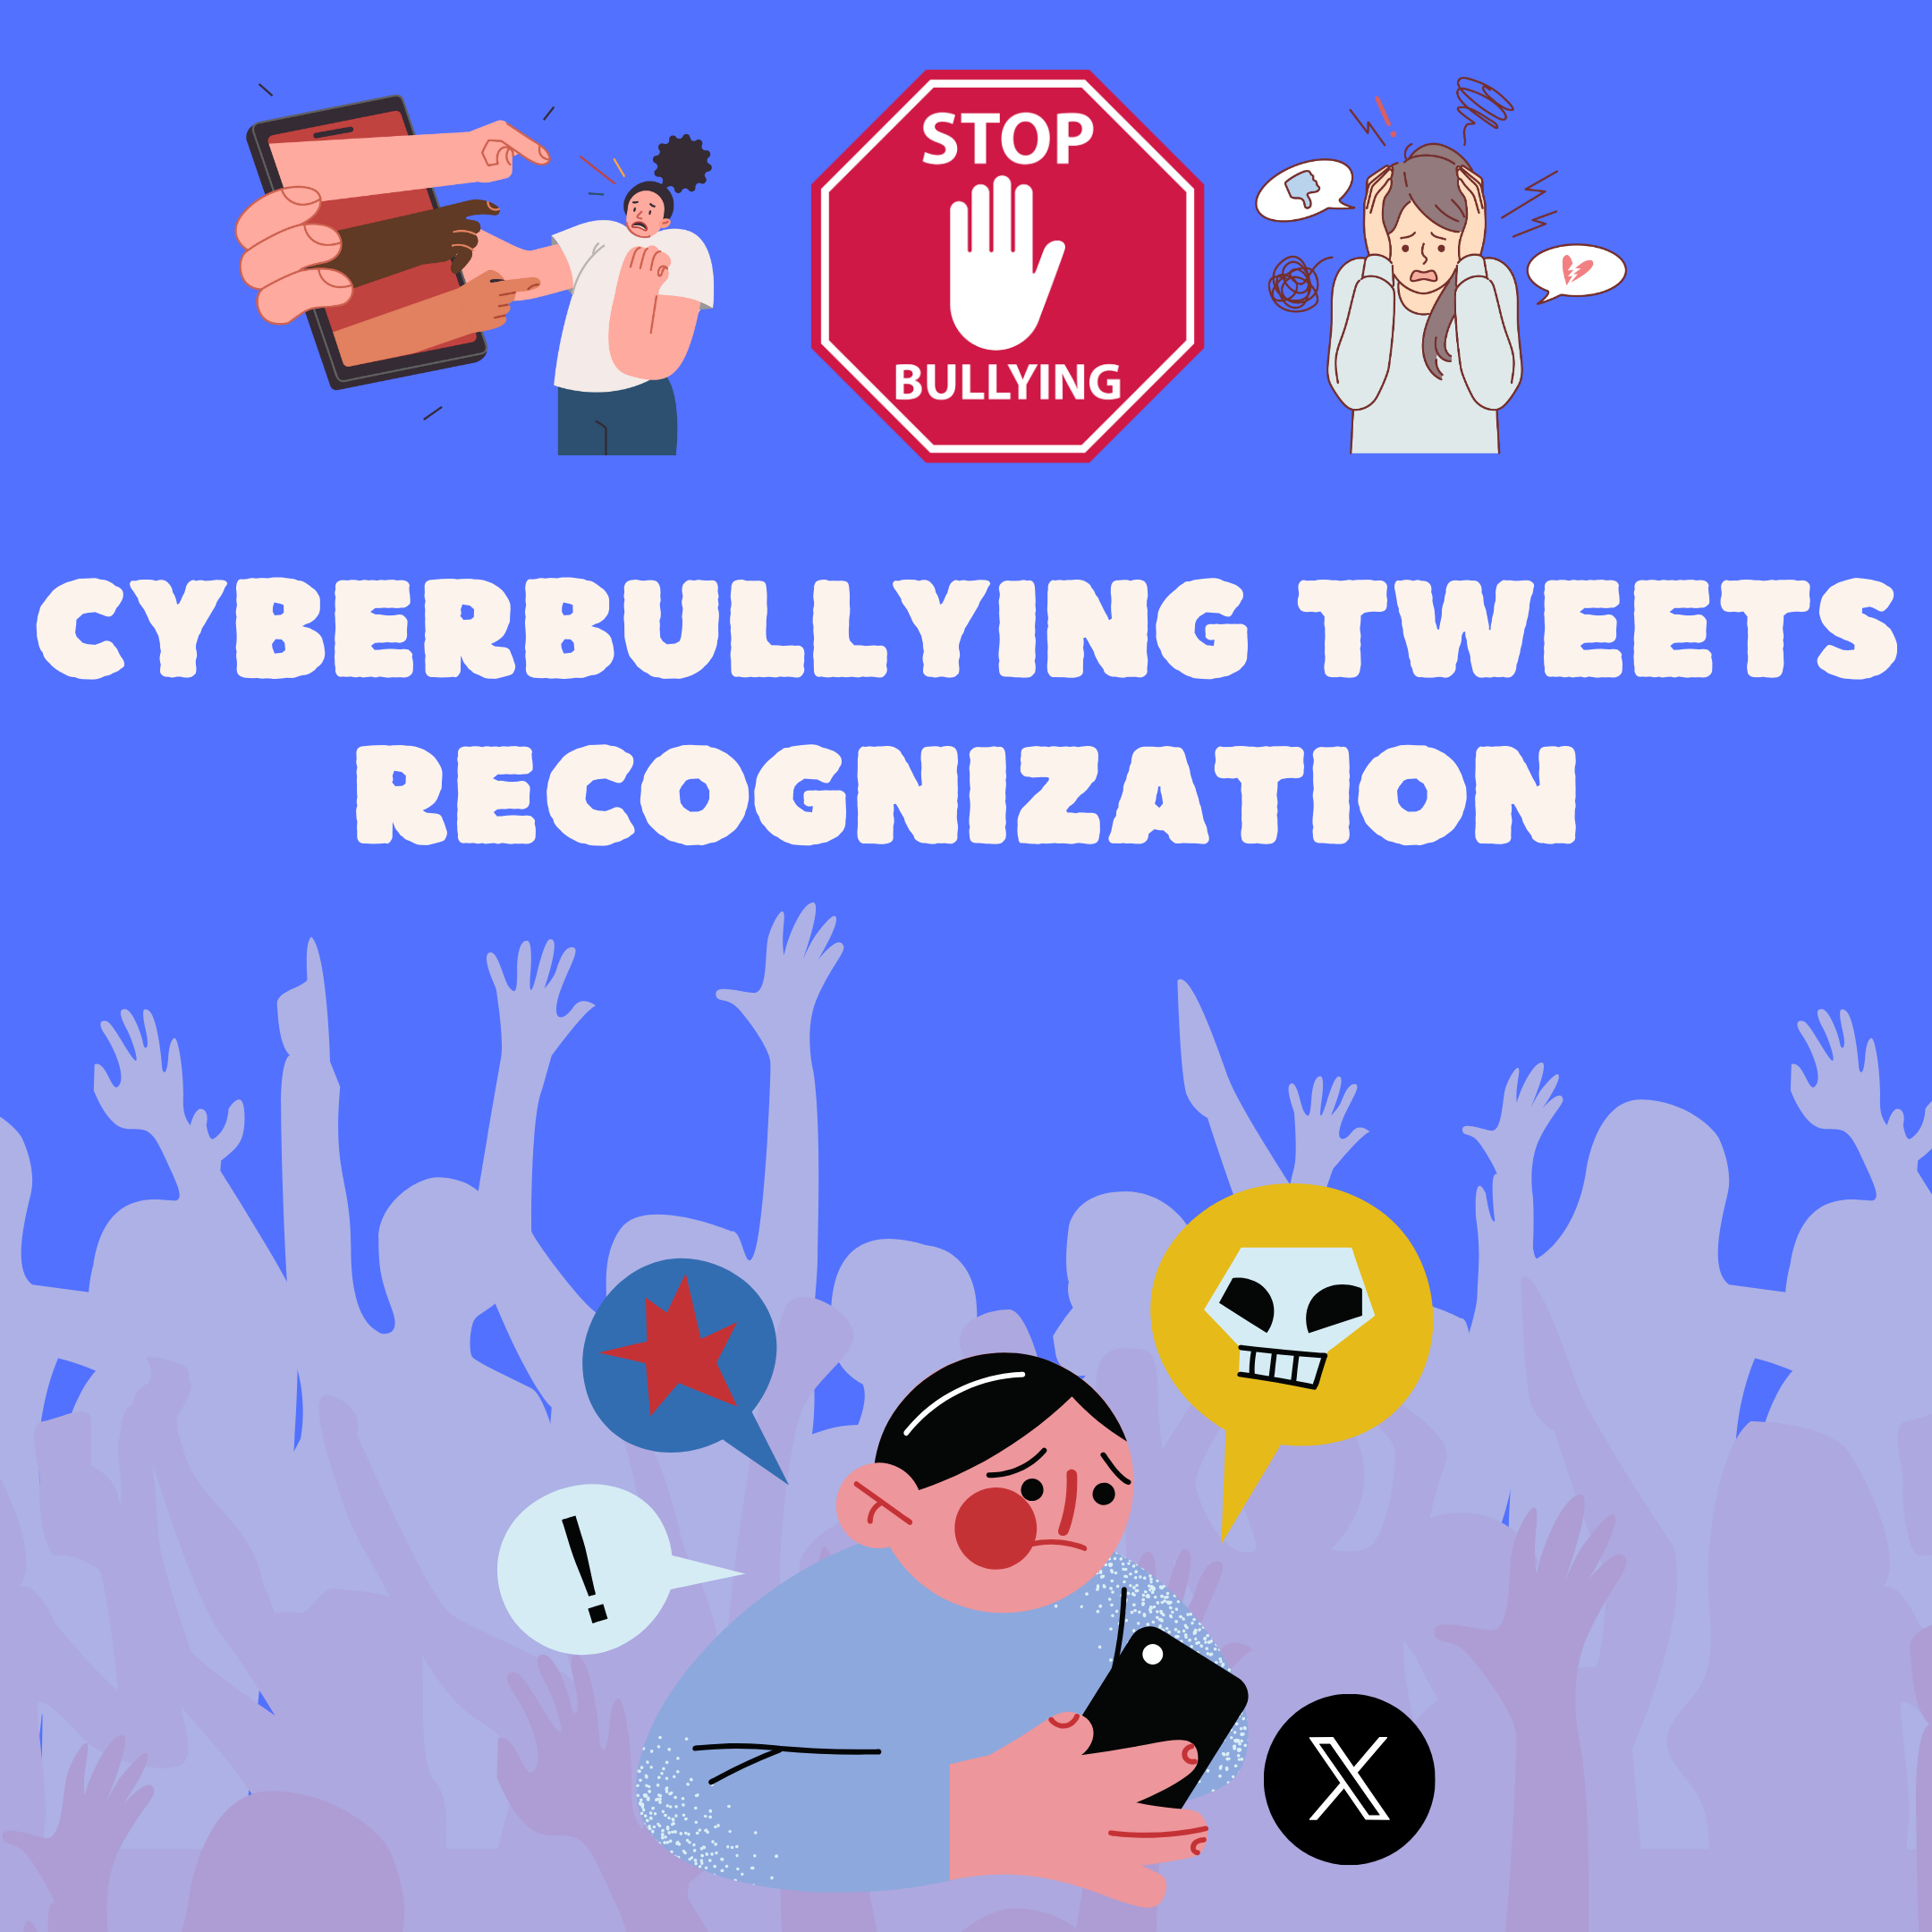 STOP
BULLYING
CYBERBULLYING TWEETS
RECOGNIZATION
!
X